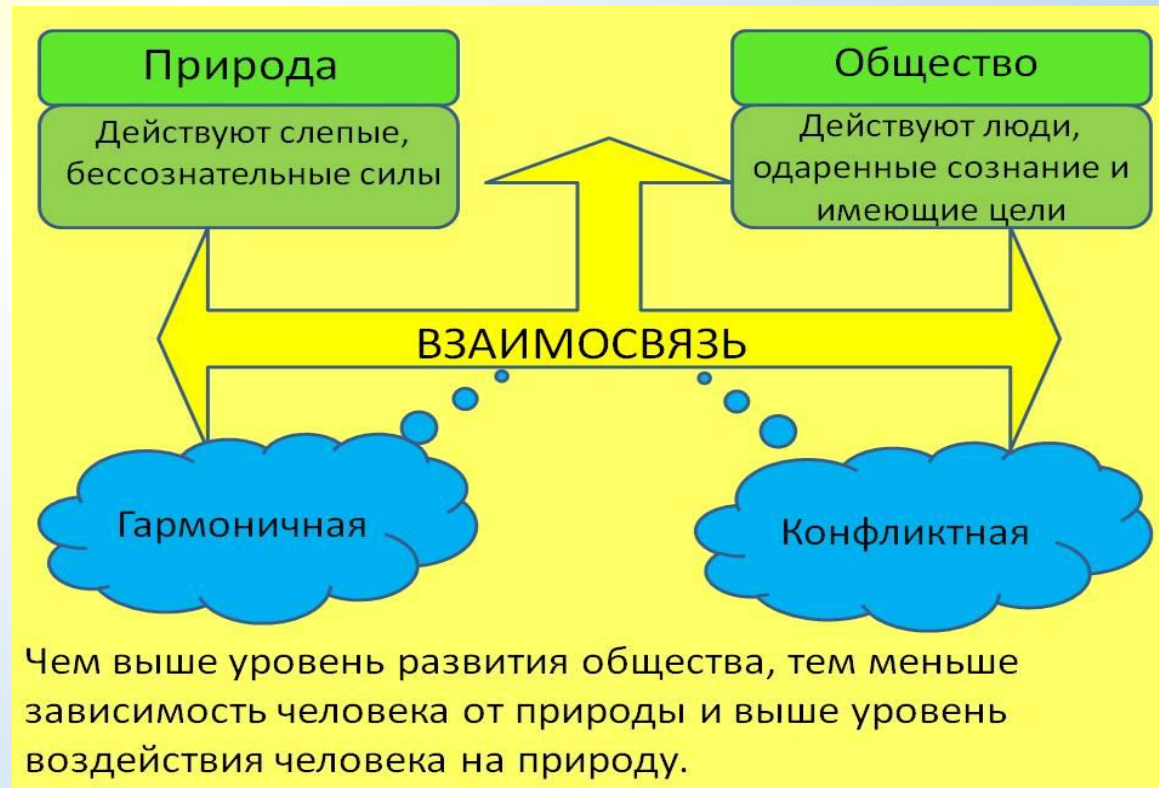 Природа
Действуют слепые,
бессознательные силы
Общество
Действуют люди,
одаренные сознание и
имеющие цели
ВЗАИМОСВЯЗЬ
Гармоничная
Конфликтная
Чем выше уровень развития общества, тем меньше
зависимость человека от природы и выше уровень
воздействия человека на природу.